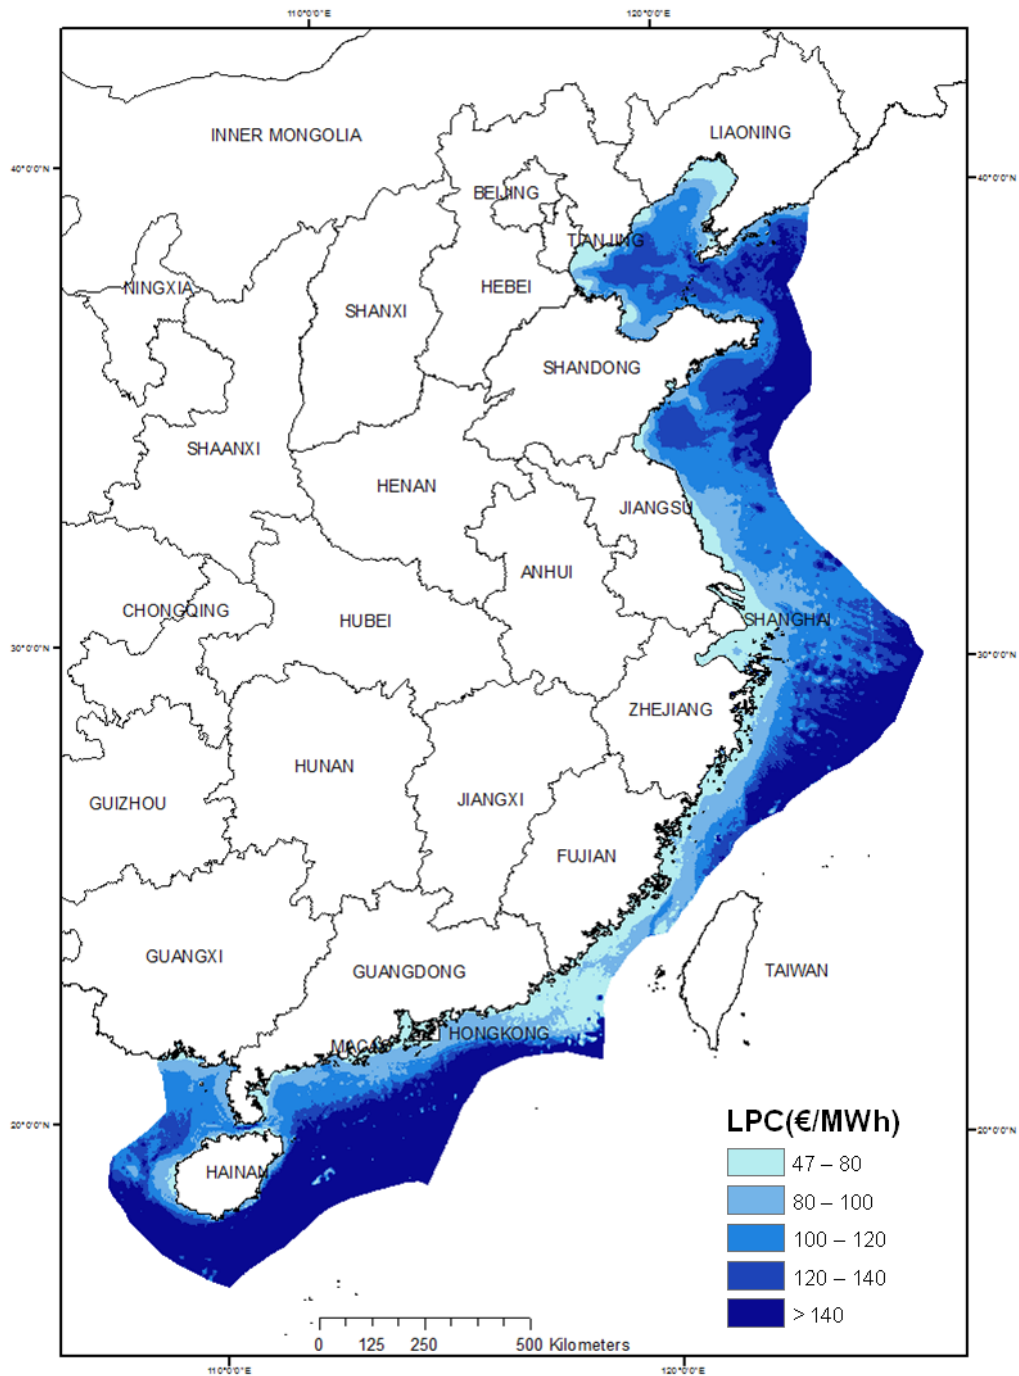 110°0'0"E
120°0'0"E
INNER MONGOLIA
LIAONING
40°0'0"N
40°0'0"N
BEIJING
TIANJING
NINGXIA
HEBEI
SHANXI
SHANDONG
SHAANXI
HENAN
JIANGSU
ANHUI
CHONGQING
HUBEI
SHANGHAI
30°0'0"N
30°0'0"N
ZHEJIANG
HUNAN
JIANGXI
GUIZHOU
FUJIAN
GUANGXI
GUANGDONG
TAIWAN
HONGKONG
20°0'0"N
20°0'0"N
HAINAN
LPC(€/MWh)
47 – 80
80 – 100
100 – 120
120 – 140
> 140
0 125 250 500 Kilometers
110°0'0"E
120°0'0"E